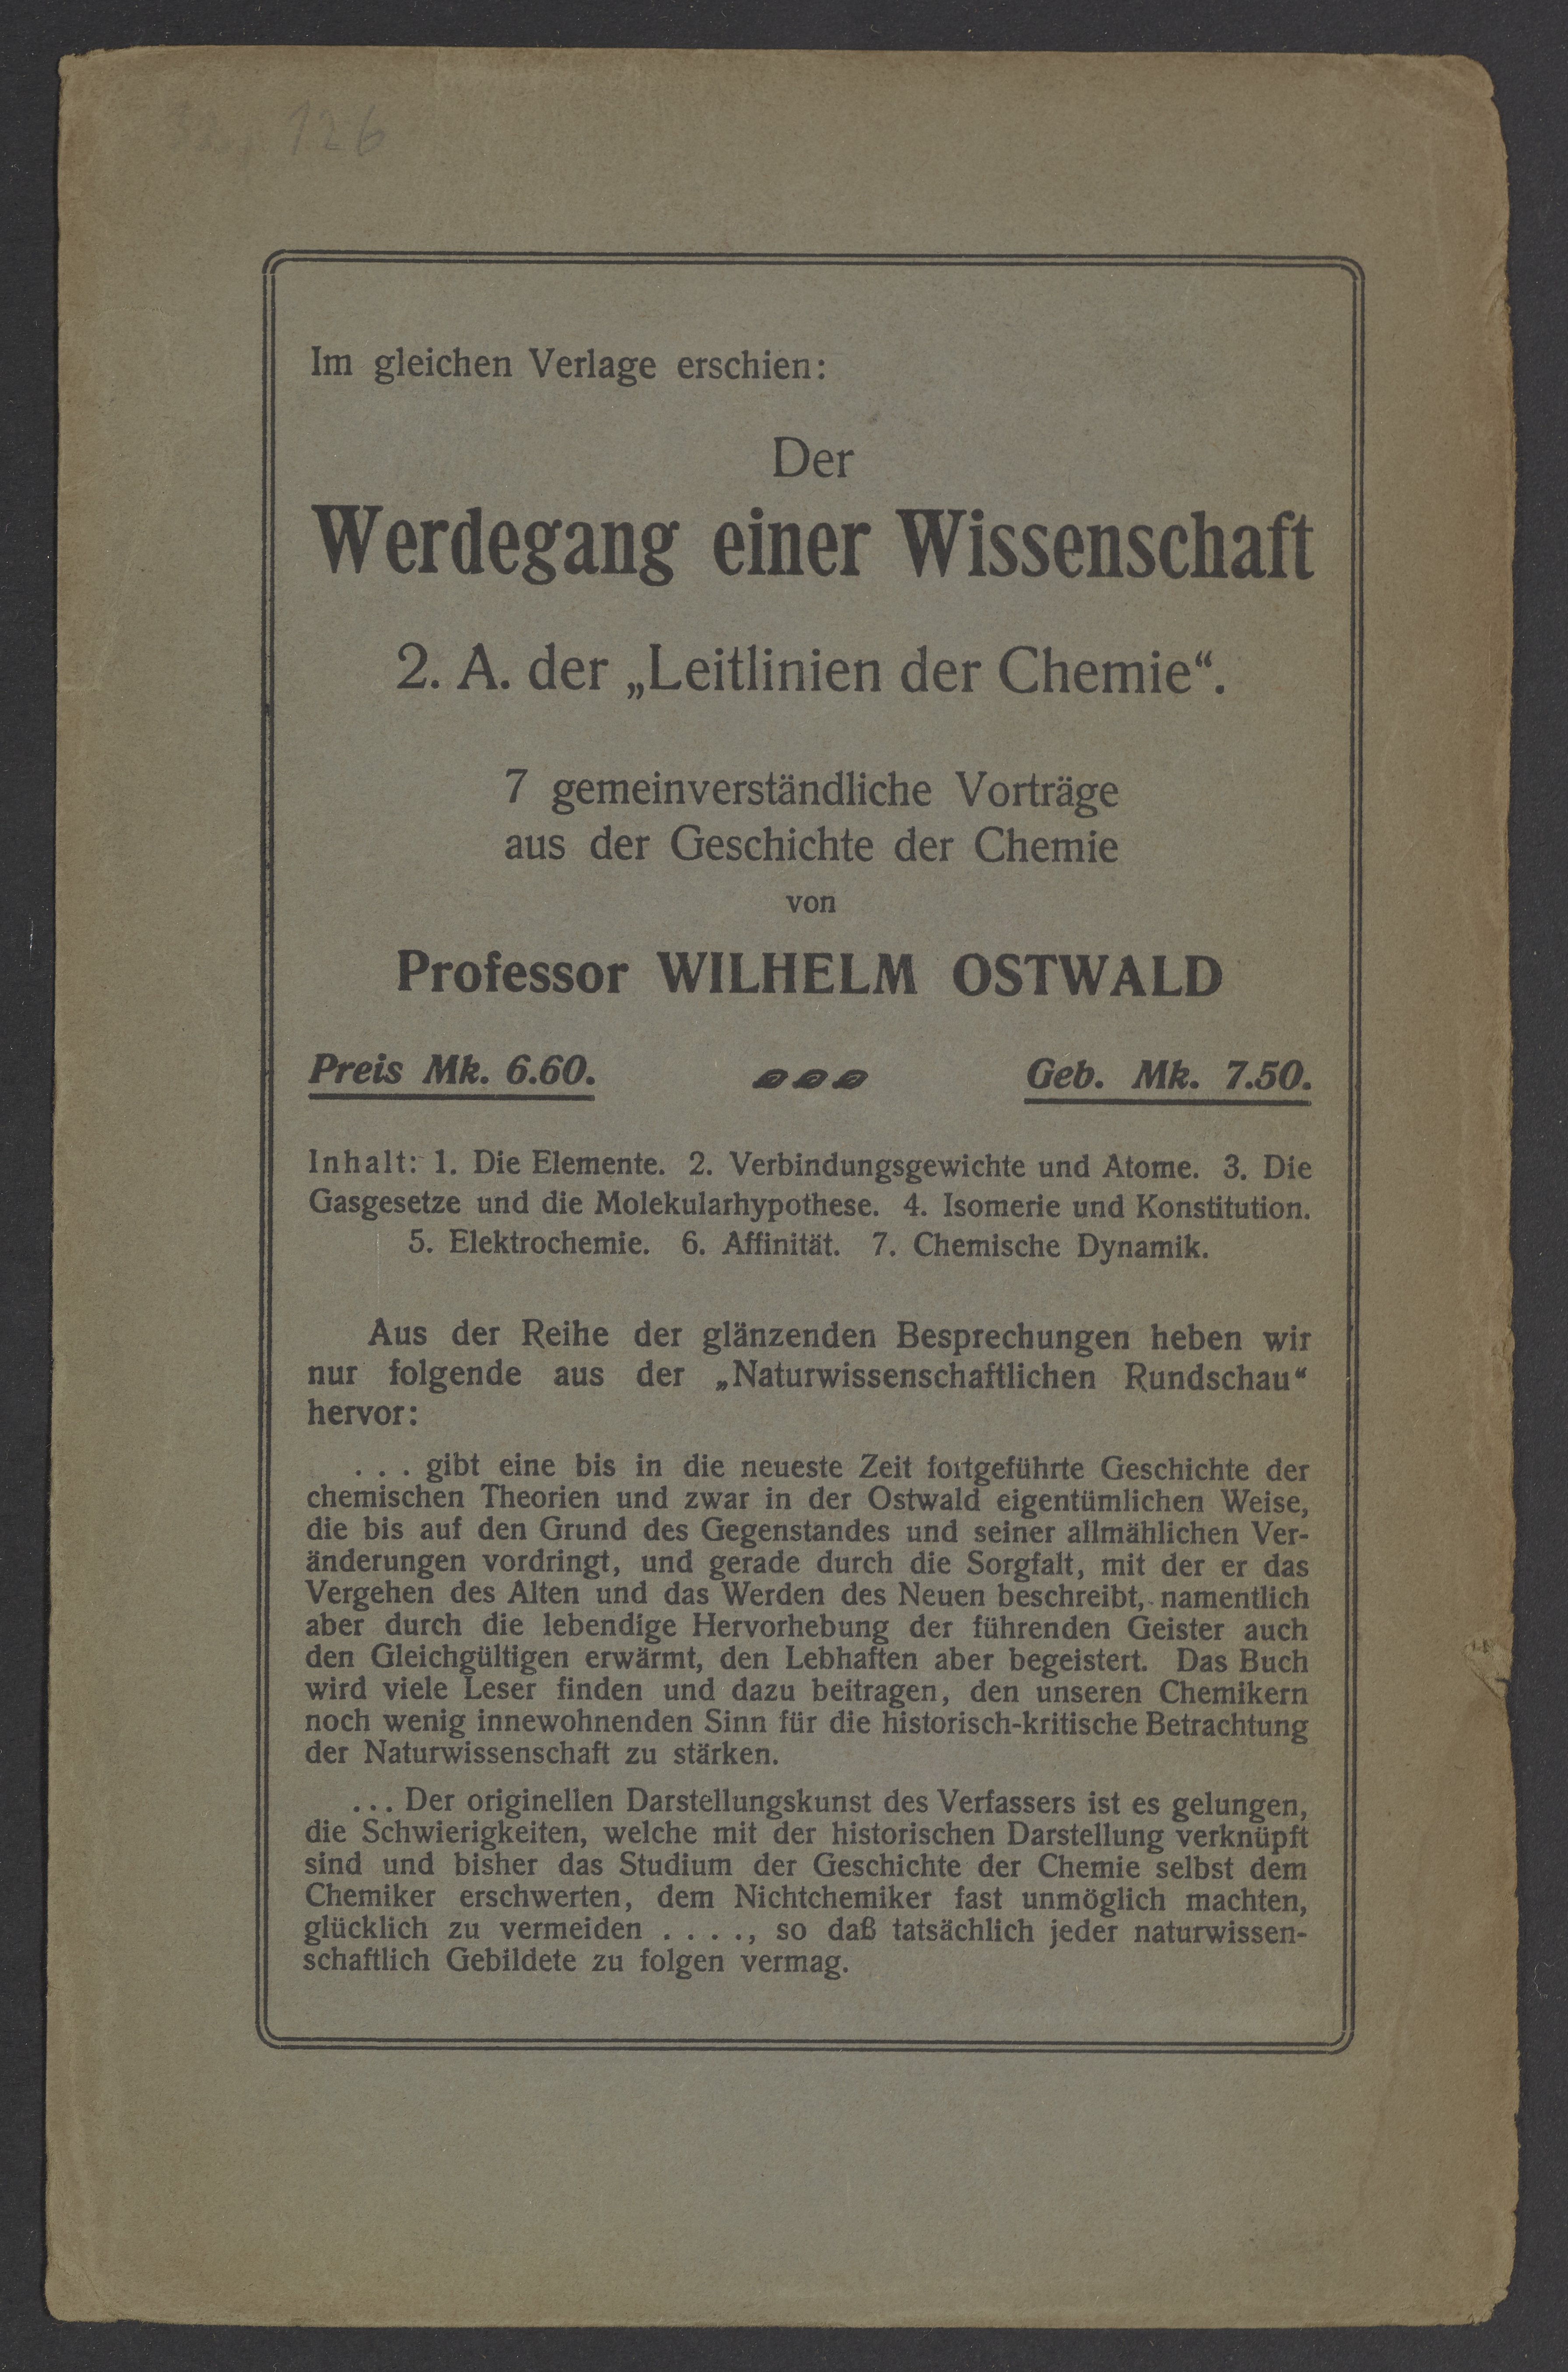 126
Im gleichen Verlage erschien:
Der
Werdegang einer Wissenschaft
2. A. der „Leitlinien der Chemie“.
7 gemeinverständliche Vorträge
aus der Geschichte der Chemie
von
Professor WILHELM OSTWALD
Preis Mk. 6.60. Geb. Mk. 7.50.
Inhalt: 1. Die Elemente. 2. Verbindungsgewichte und Atome. 3. Die
Gasgesetze und die Molekularhypothese. 4. Isomerie und Konstitution.
5. Elektrochemie. 6. Affinität. 7. Chemische Dynamik.
Aus der Reihe der glänzenden Besprechungen heben wir
nur folgende aus der „Naturwissenschaftlichen Rundschau“
hervor:
. . . gibt eine bis in die neueste Zeit fortgeführte Geschichte der
chemischen Theorien und zwar in der Ostwald eigentümlichen Weise,
die bis auf den Grund des Gegenstandes und seiner allmählichen Ver-
änderungen vordringt, und gerade durch die Sorgfalt, mit der er das
Vergehen des Alten und das Werden des Neuen beschreibt, namentlich
aber durch die lebendige Hervorhebung der führenden Geister auch
den Gleichgültigen erwärmt, den Lebhaften aber begeistert. Das Buch
wird viele Leser finden und dazu beitragen, den unseren Chemikern
noch wenig innewohnenden Sinn für die historisch-kritische Betrachtung
der Naturwissenschaft zu stärken.
... Der originellen Darstellungskunst des Verfassers ist es gelungen,
die Schwierigkeiten, welche mit der historischen Darstellung verknüpft
sind und bisher das Studium der Geschichte der Chemie selbst dem
Chemiker erschwerten, dem Nichtchemiker fast unmöglich machten,
glücklich zu vermeiden . . . ., so daß tatsächlich jeder naturwissen-
schaftlich Gebildete zu folgen vermag.